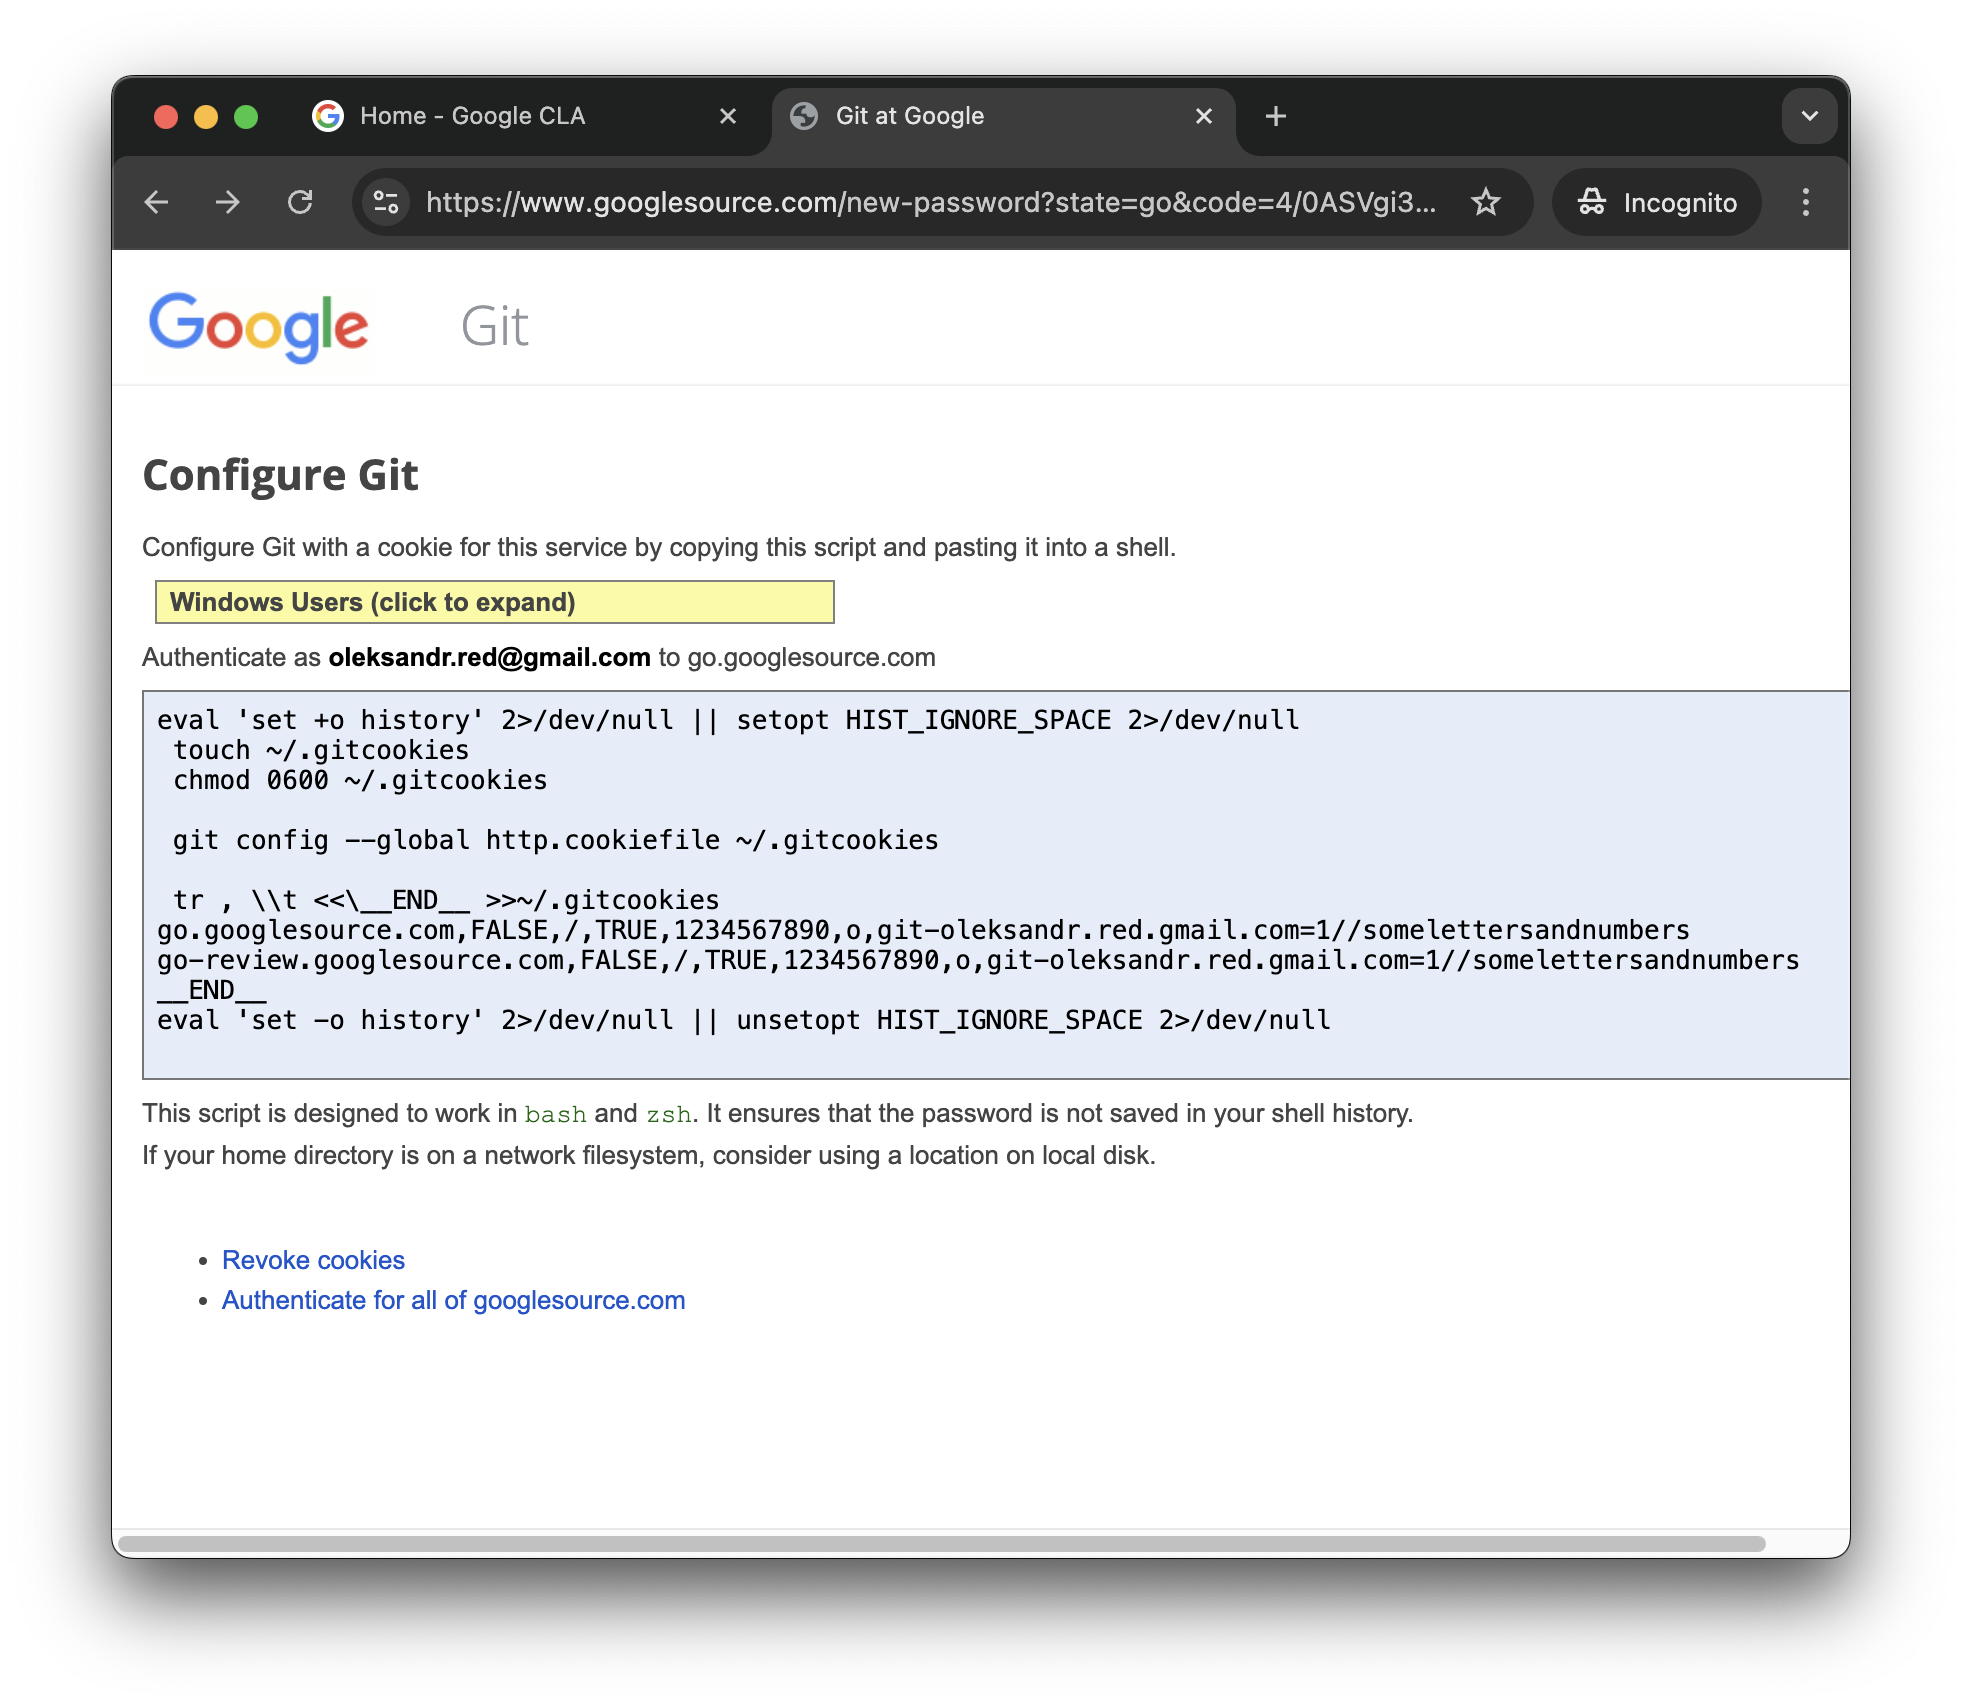 Home - Google CLA
Git at Google
https://www.googlesource.com/new-password?state=go&code=4/0ASVgi3...
Incognito
Google Git
Configure Git
Configure Git with a cookie for this service by copying this script and pasting it into a shell.
Windows Users (click to expand)
Authenticate as oleksandr.red@gmail.com to go.googlesource.com
eval 'set +o history' 2>/dev/null || setopt HIST_IGNORE_SPACE 2>/dev/null
 touch ~/.gitcookies
 chmod 0600 ~/.gitcookies
 git config --global http.cookiefile ~/.gitcookies
 tr , \\t <<\__END__ >>~/.gitcookies
go.googlesource.com,FALSE,/,TRUE,1234567890,o,git-oleksandr.red.gmail.com=1//somelettersandnumbers
go-review.googlesource.com,FALSE,/,TRUE,1234567890,o,git-oleksandr.red.gmail.com=1//somelettersandnumbers
__END__
eval 'set -o history' 2>/dev/null || unsetopt HIST_IGNORE_SPACE 2>/dev/null
This script is designed to work in bash and zsh. It ensures that the password is not saved in your shell history.
If your home directory is on a network filesystem, consider using a location on local disk.
• Revoke cookies
• Authenticate for all of googlesource.com